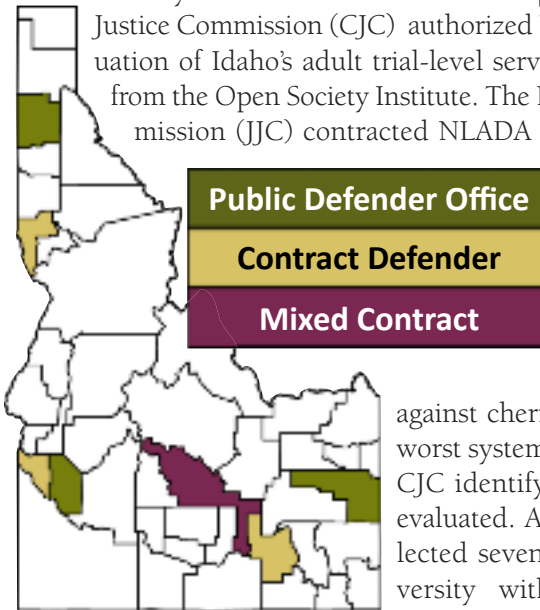 Justice Commission (CJC) authorized
uation of Idaho's adult trial-level serv
from the Open Society Institute. The
mission (JJC) contracted NLADA
Public Defender Office
Contract Defender
Mixed Contract
against cher
worst system
CJC identify
evaluated. A
lected seven
versity with